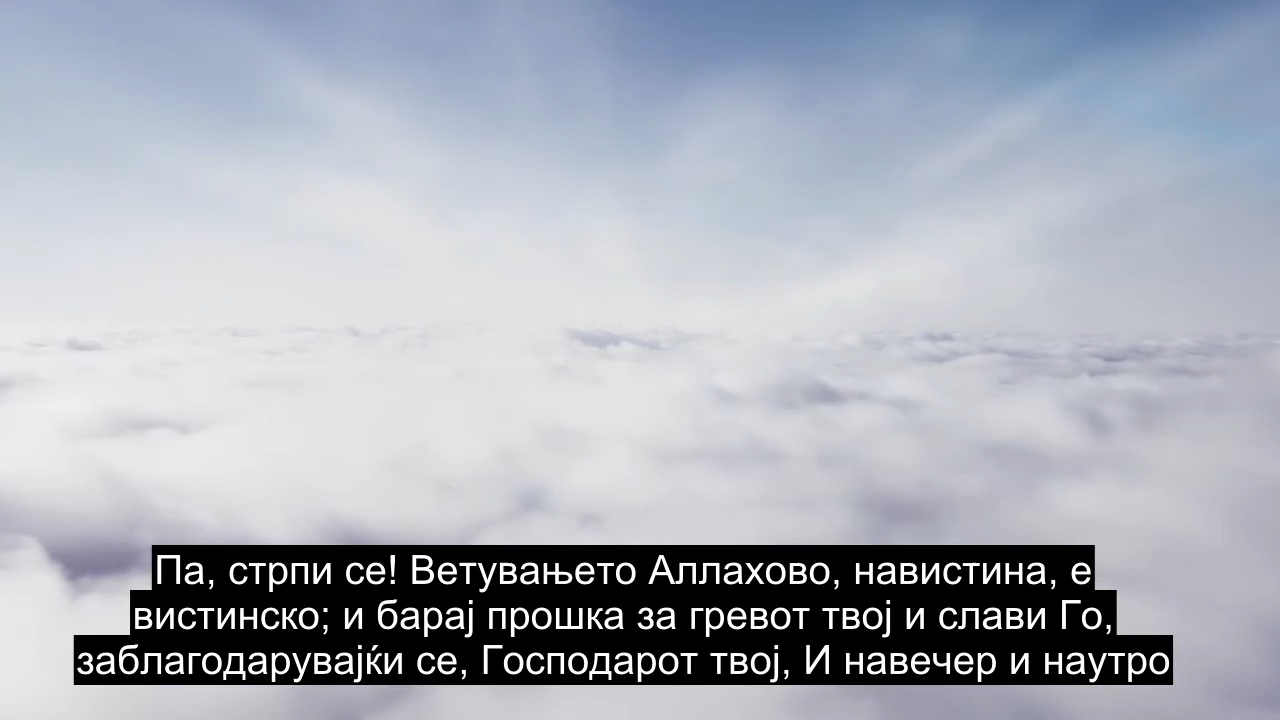 Па, стрпи се! Ветувањето Аллахово, навистина, е
вистинско; и барај прошка за гревот твој и слави Го,
заблагодарувајќи се, Господарот твој, И навечер и наутро